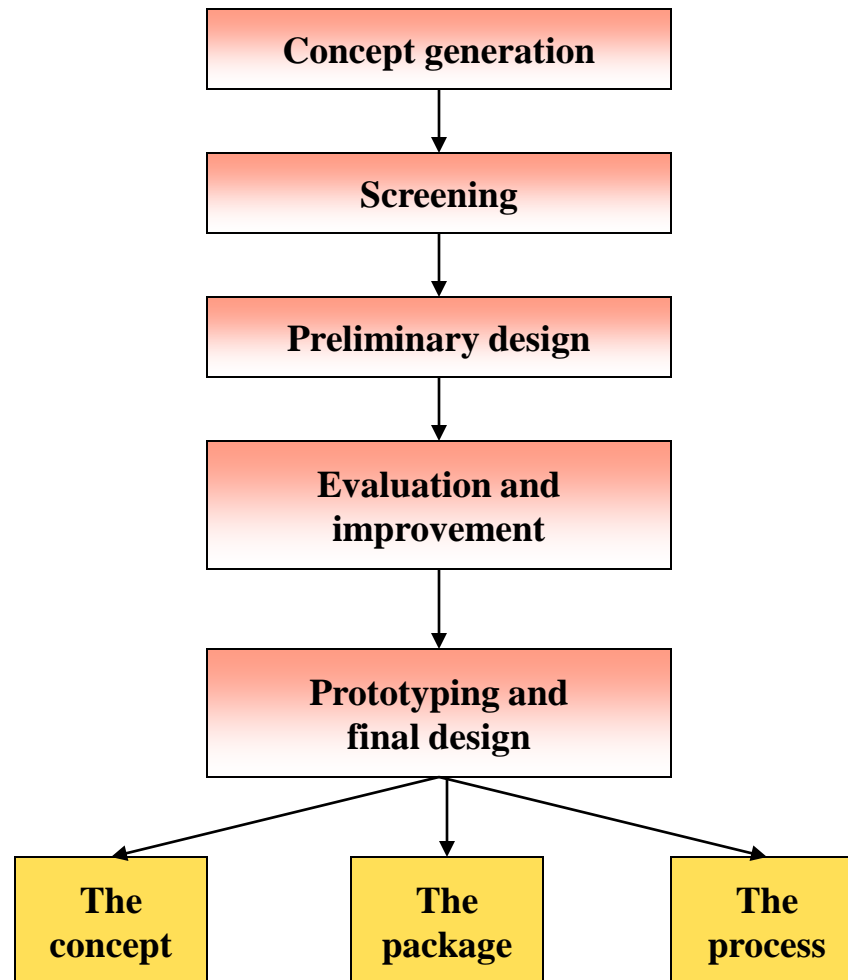 Concept generation
Screening
Preliminary design
Evaluation and
improvement
Prototyping and
final design
The
concept
The
package
The
process